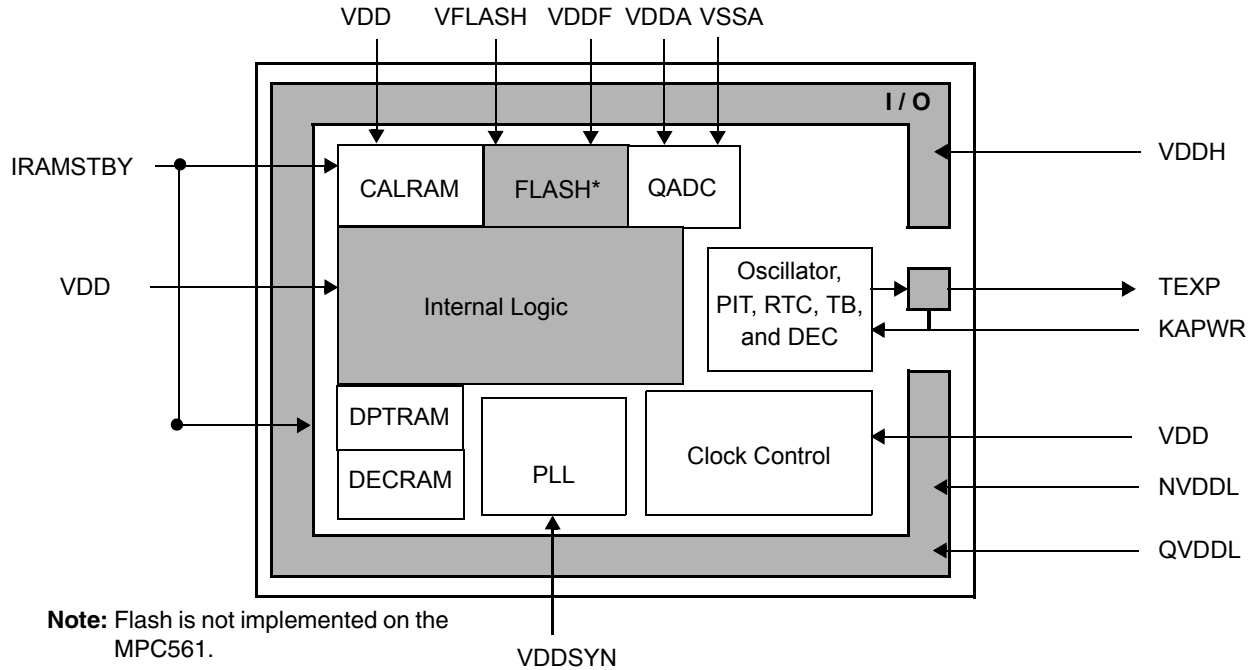 VDD
VFLASH
VDDF
VDDA
VSSA
I / O
IRAMSTBY
CALRAM
FLASH*
QADC
VDDH
VDD
Internal Logic
Oscillator,
PIT, RTC, TB,
and DEC
TEXP
KAPWR
DPTRAM
DECRAM
PLL
Clock Control
VDD
NVDDL
QVDDL
Note: Flash is not implemented on the
MPC561.
VDDSYN